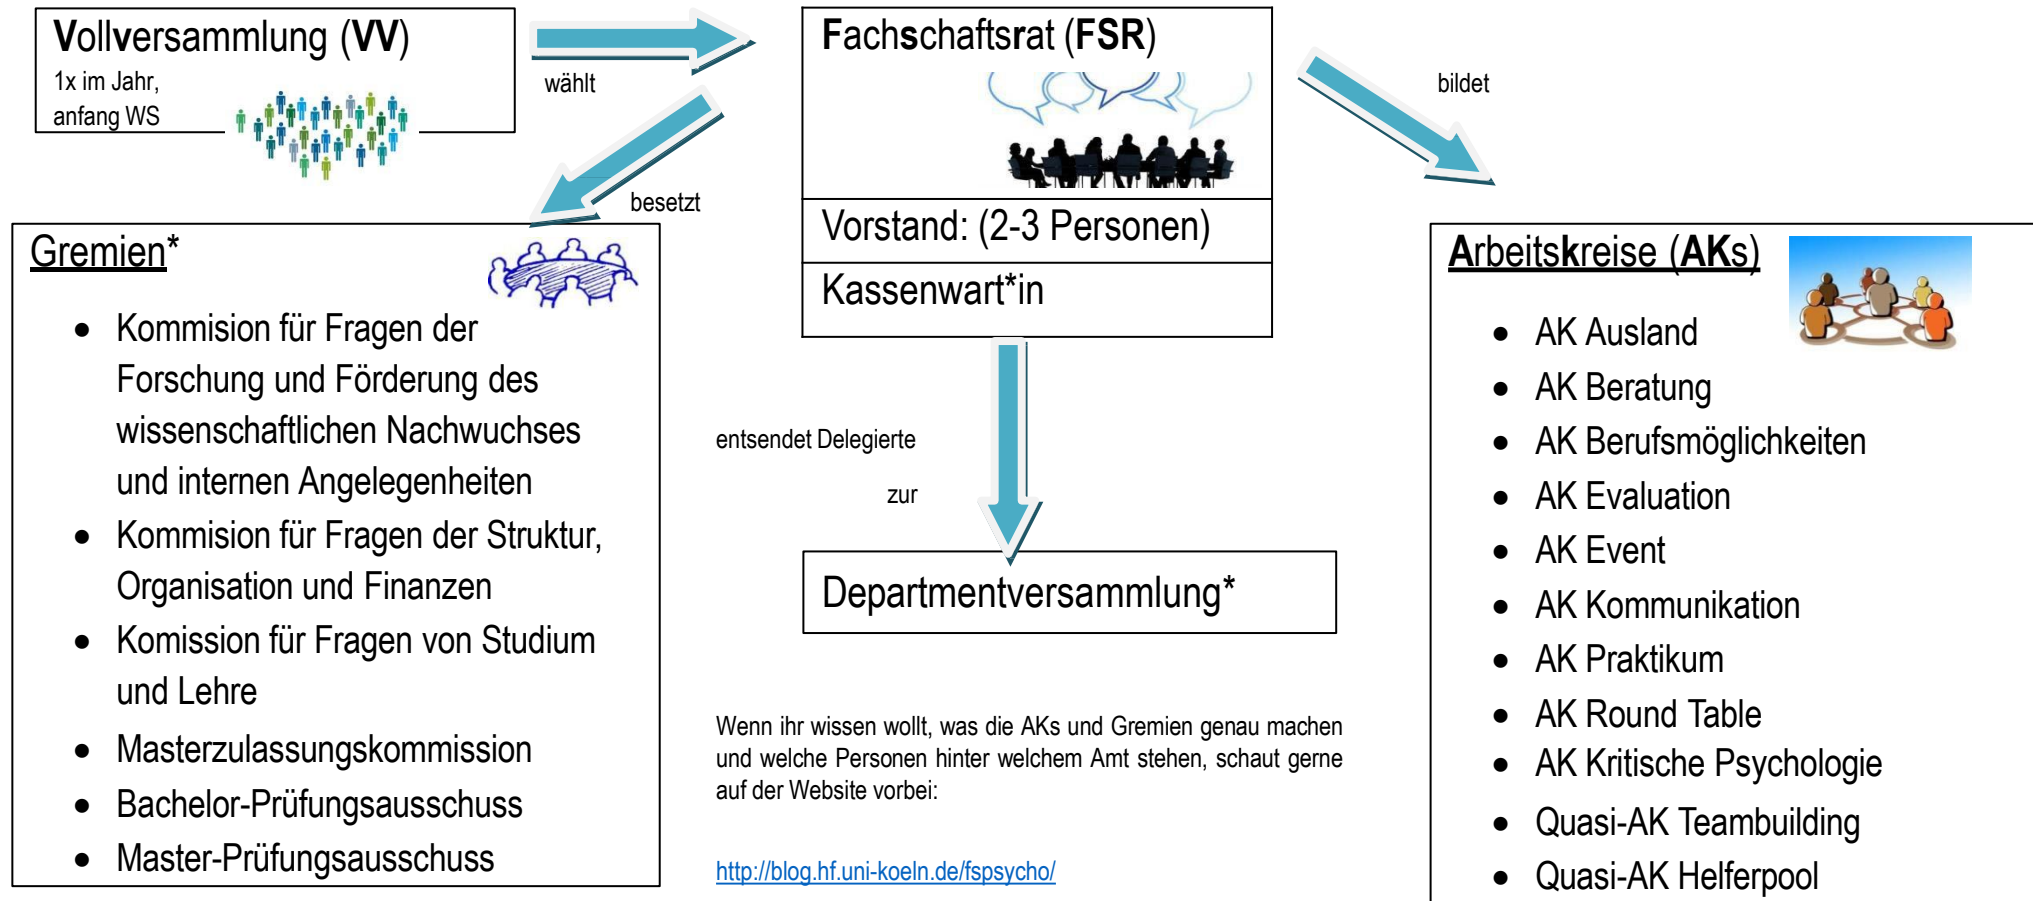 Vollversammlung (VV)
1x im Jahr,
anfang WS
wählt
Fachschaftsrat (FSR)
Vorstand: (2-3 Personen)
Kassenwart*in
bildet
besetzt
Gremien*
• Kommision für Fragen der
Forschung und Förderung des
wissenschaftlichen Nachwuchses
und internen Angelegenheiten
• Kommision für Fragen der Struktur,
Organisation und Finanzen
• Komission für Fragen von Studium
und Lehre
• Masterzulassungskommission
• Bachelor-Prüfungsausschuss
• Master-Prüfungsausschuss
entsendet Delegierte
zur
Departmentversammlung*
Wenn ihr wissen wollt, was die AKs und Gremien genau machen
und welche Personen hinter welchem Amt stehen, schaut gerne
auf der Website vorbei:
http://blog.hf.uni-koeln.de/fspsycho/
Arbeitskreise (AKs)
• AK Ausland
• AK Beratung
• AK Berufsmöglichkeiten
• AK Evaluation
• AK Event
• AK Kommunikation
• AK Praktikum
• AK Round Table
• AK Kritische Psychologie
• Quasi-AK Teambuilding
• Quasi-AK Helferpool